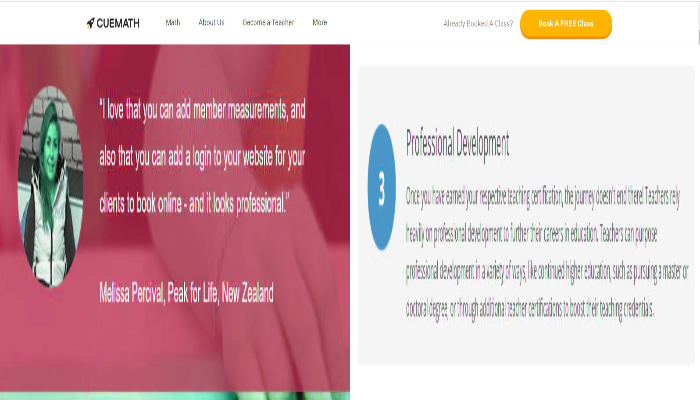 CUEMATH
Math About Us Become a Teacher More
Already Booked A Class? Book A FREE Class
"I love that you can add member measurements, and
also that you can add a login to your website for your
clients to book online - and it looks professional."
Melissa Percival, Peak for Life, New Zealand
3
Professional Development
Once you have earned your respective teaching certification, the journey doesn't end there! Teachers rely
heavily on professional development to further their careers in education. Teachers can purpose
professional development in a variety of ways, like continued higher education, such as pursuing a master or
doctoral degree, or through additional teacher certifications to boost their teaching credentials.